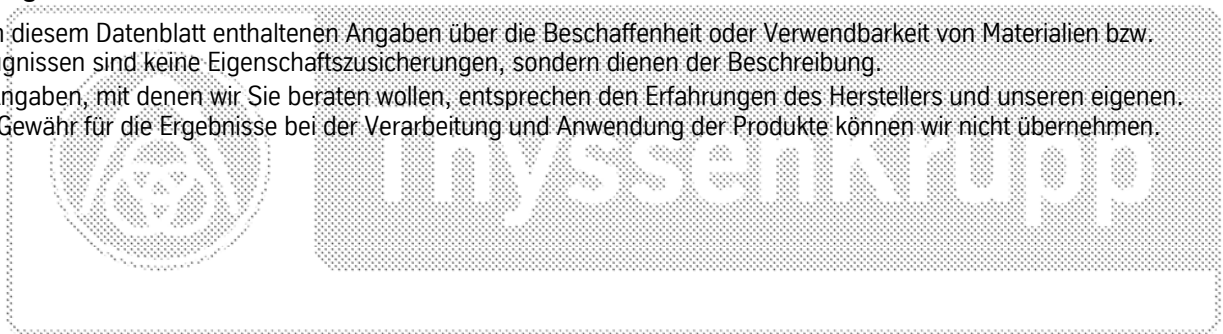 diesem Datenblatt enthaltenen Angaben über die Beschaffenheit oder Verwendbarkeit von Materialien bzw.
sind keine Eigenschaftszusicherungen, sondern dienen der Beschreibung.
mit denen wir Sie beraten wollen, entsprechen den Erfahrungen des Herstellers und unseren eigenen.
Gewähr für die Ergebnisse bei der Verarbeitung und Anwendung der Produkte können wir nicht übernehmen.
ThyssenKrupp